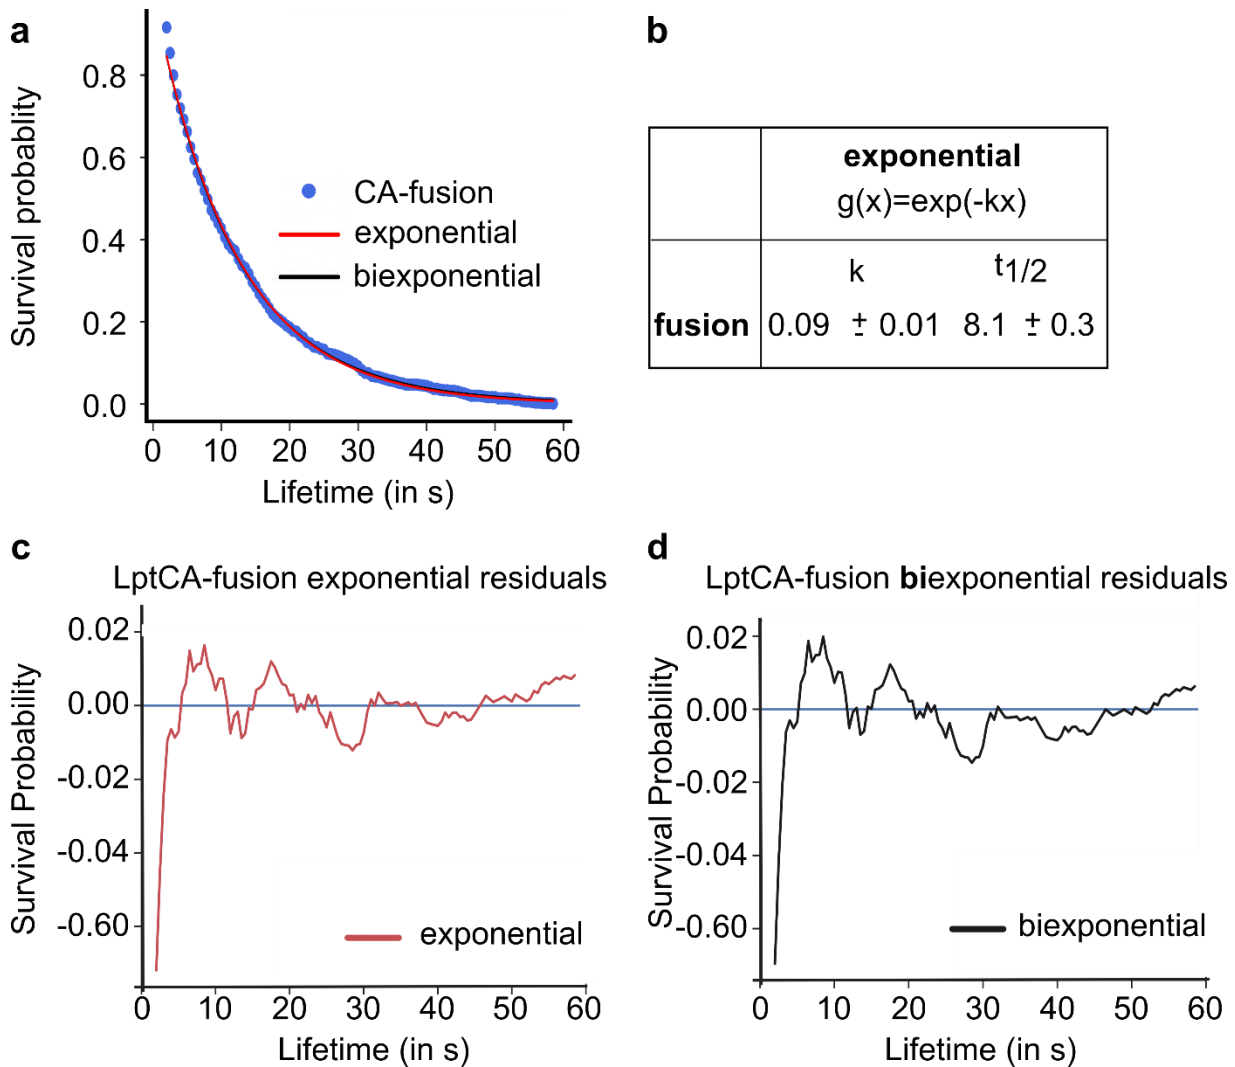 a
Survival probablity
0.8
0.6
0.4
0.2
0.0
CA-fusion
exponential
biexponential
0 10 20 30 40 50 60
Lifetime (in s)
b
exponential
g(x)=exp(-kx)
k t1/2
fusion 0.09 ± 0.01 8.1 ± 0.3
c
LptCA-fusion exponential residuals
Survival Probability
0.02
0.00
-0.02
-0.04
-0.60
exponential
0 10 20 30 40 50 60
Lifetime (in s)
d
LptCA-fusion biexponential residuals
Survival Probability
0.02
0.00
-0.02
-0.04
-0.60
biexponential
0 10 20 30 40 50 60
Lifetime (in s)